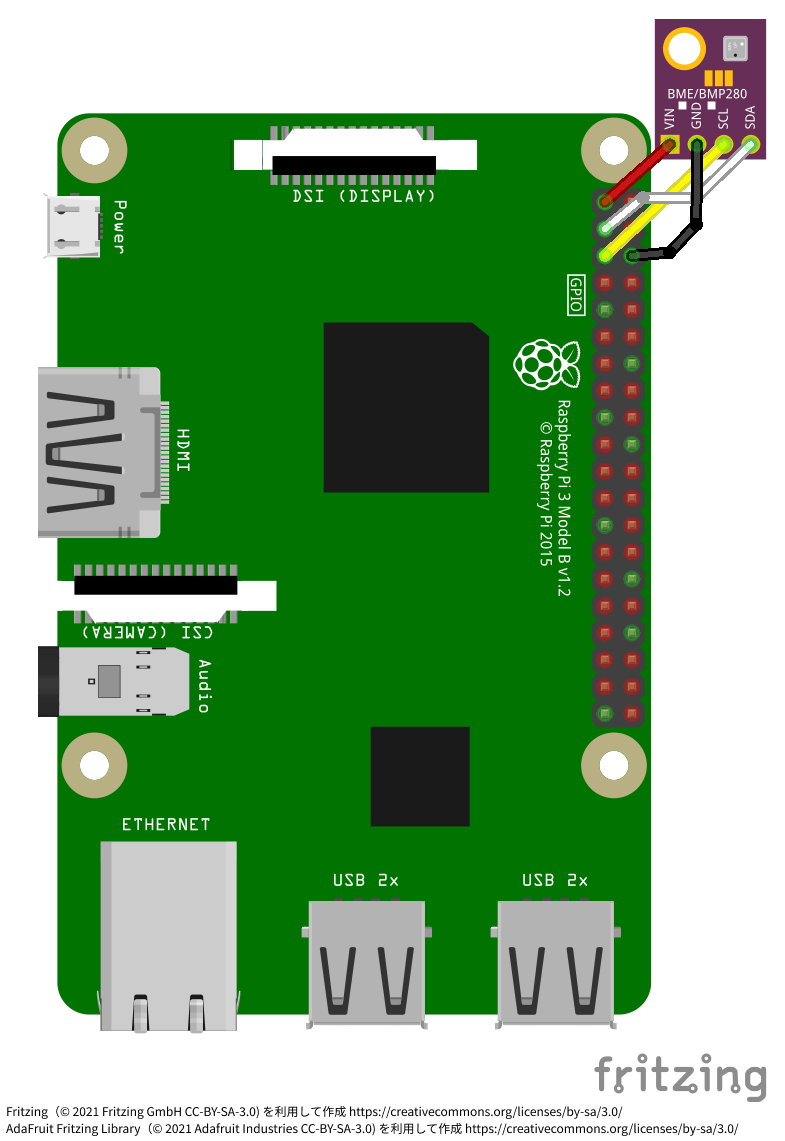 BME/BMP280
VIN
GND
SCL
SDA
DSI (DISPLAY)
Power
GPIO
HDMI
Raspberry Pi 3 Model B v1.2
© Raspberry Pi 2015
CSI (CAMERA)
Audio
ETHERNET
USB 2x
USB 2x
fritzing
Fritzing（© 2021 Fritzing GmbH CC-BY-SA-3.0) を利用して作成 https://creativecommons.org/licenses/by-sa/3.0/
AdaFruit Fritzing Library（© 2021 Adafruit Industries CC-BY-SA-3.0) を利用して作成 https://creativecommons.org/licenses/by-sa/3.0/